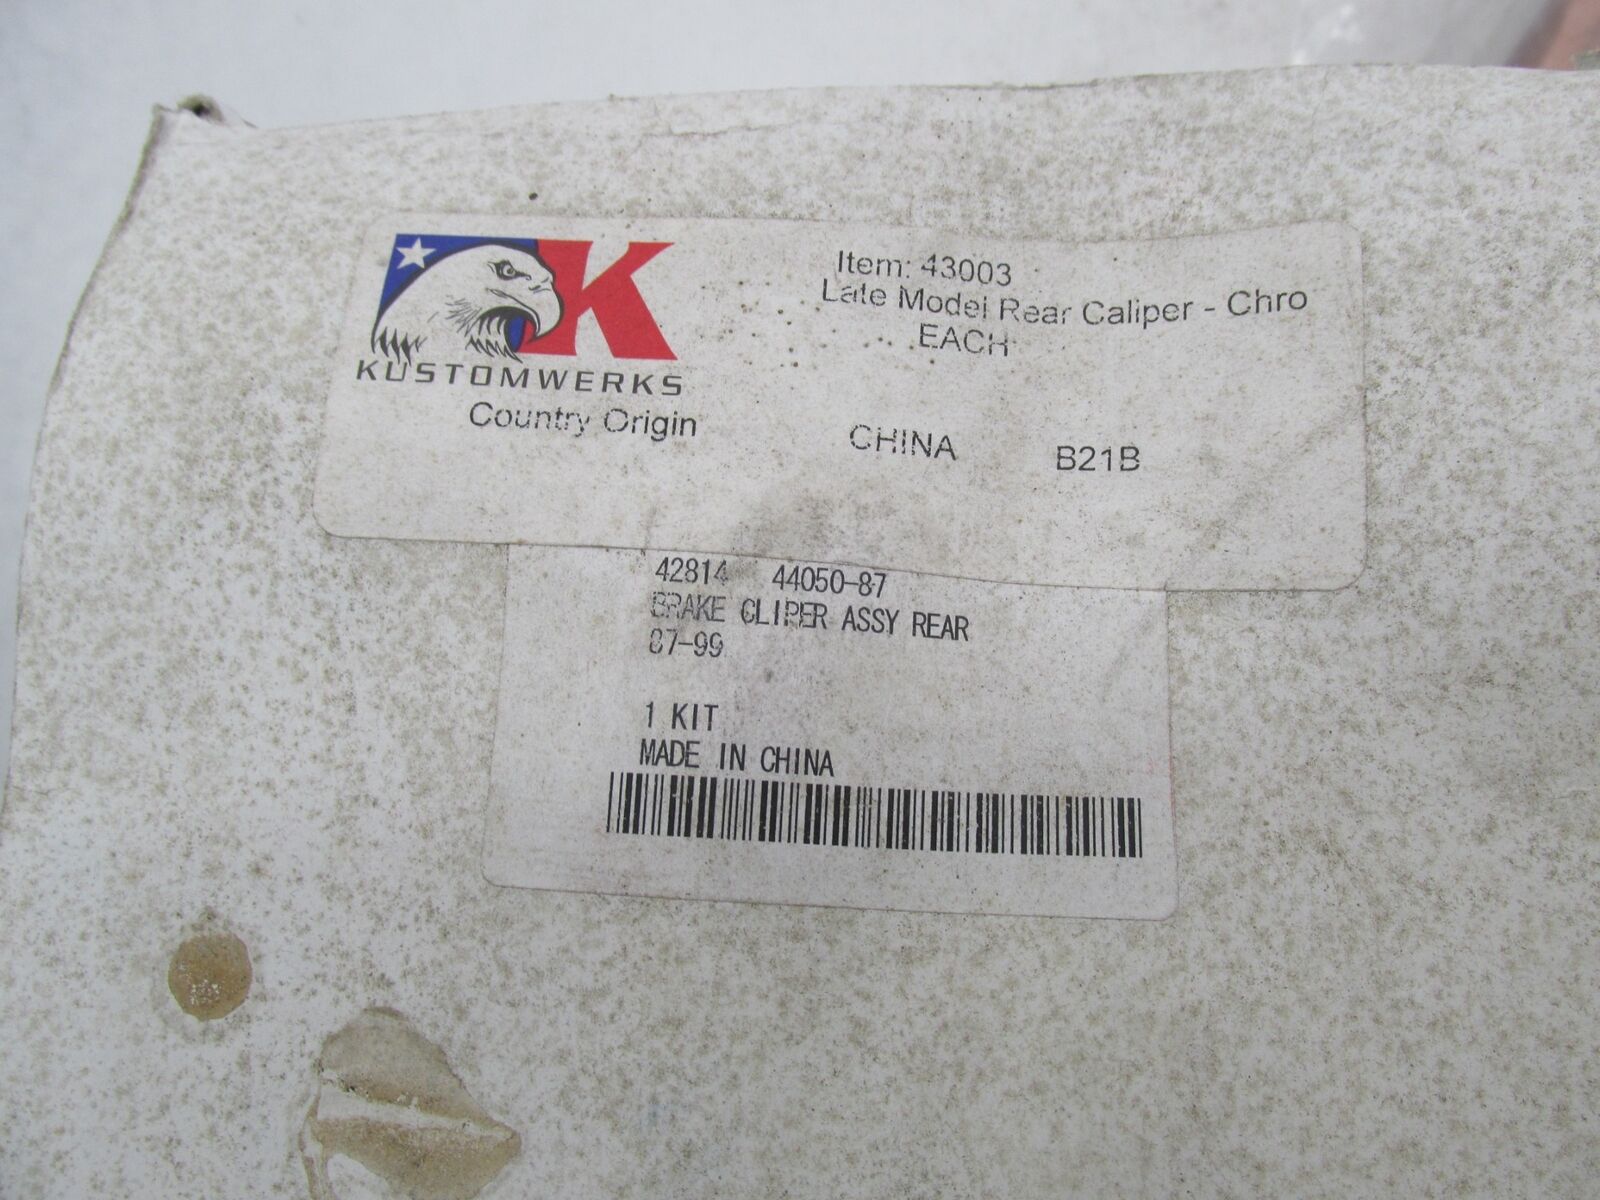 K
KUSTOMWERKS
Item: 43003
Late Model Rear Caliper - Chro
EACH
Country Origin CHINA B21B
42814 44050-87
BRAKE CLIPER ASSY REAR
87-99
1 KIT
MADE IN CHINA